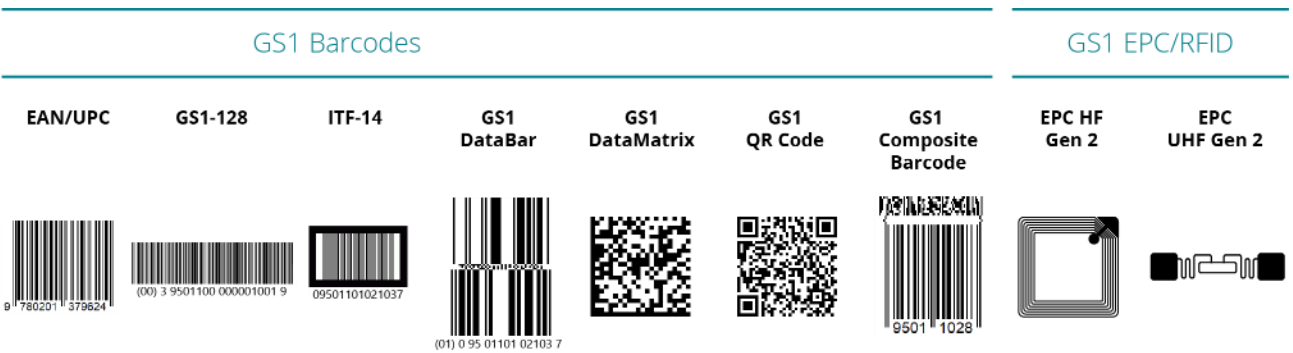 GS1 Barcodes
GS1 EPC/RFID
EAN/UPC
GS1-128
ITF-14
GS1
DataBar
GS1
DataMatrix
GS1
QR Code
GS1
Composite
Barcode
EPC HF
Gen 2
EPC
UHF Gen 2
9 780201 379624
(00) 3 9501100 000001001 9
09501101021037
(01) 0 95 01101 02103 7
9501 1028